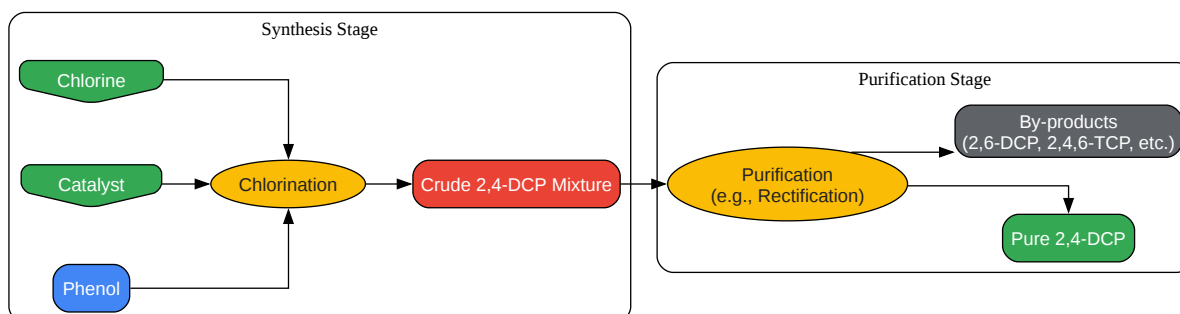 Synthesis Stage
Chlorine
Catalyst
Phenol
Chlorination
Crude 2,4-DCP Mixture
Purification Stage
Purification
(e.g., Rectification)
By-products
(2,6-DCP, 2,4,6-TCP, etc.)
Pure 2,4-DCP